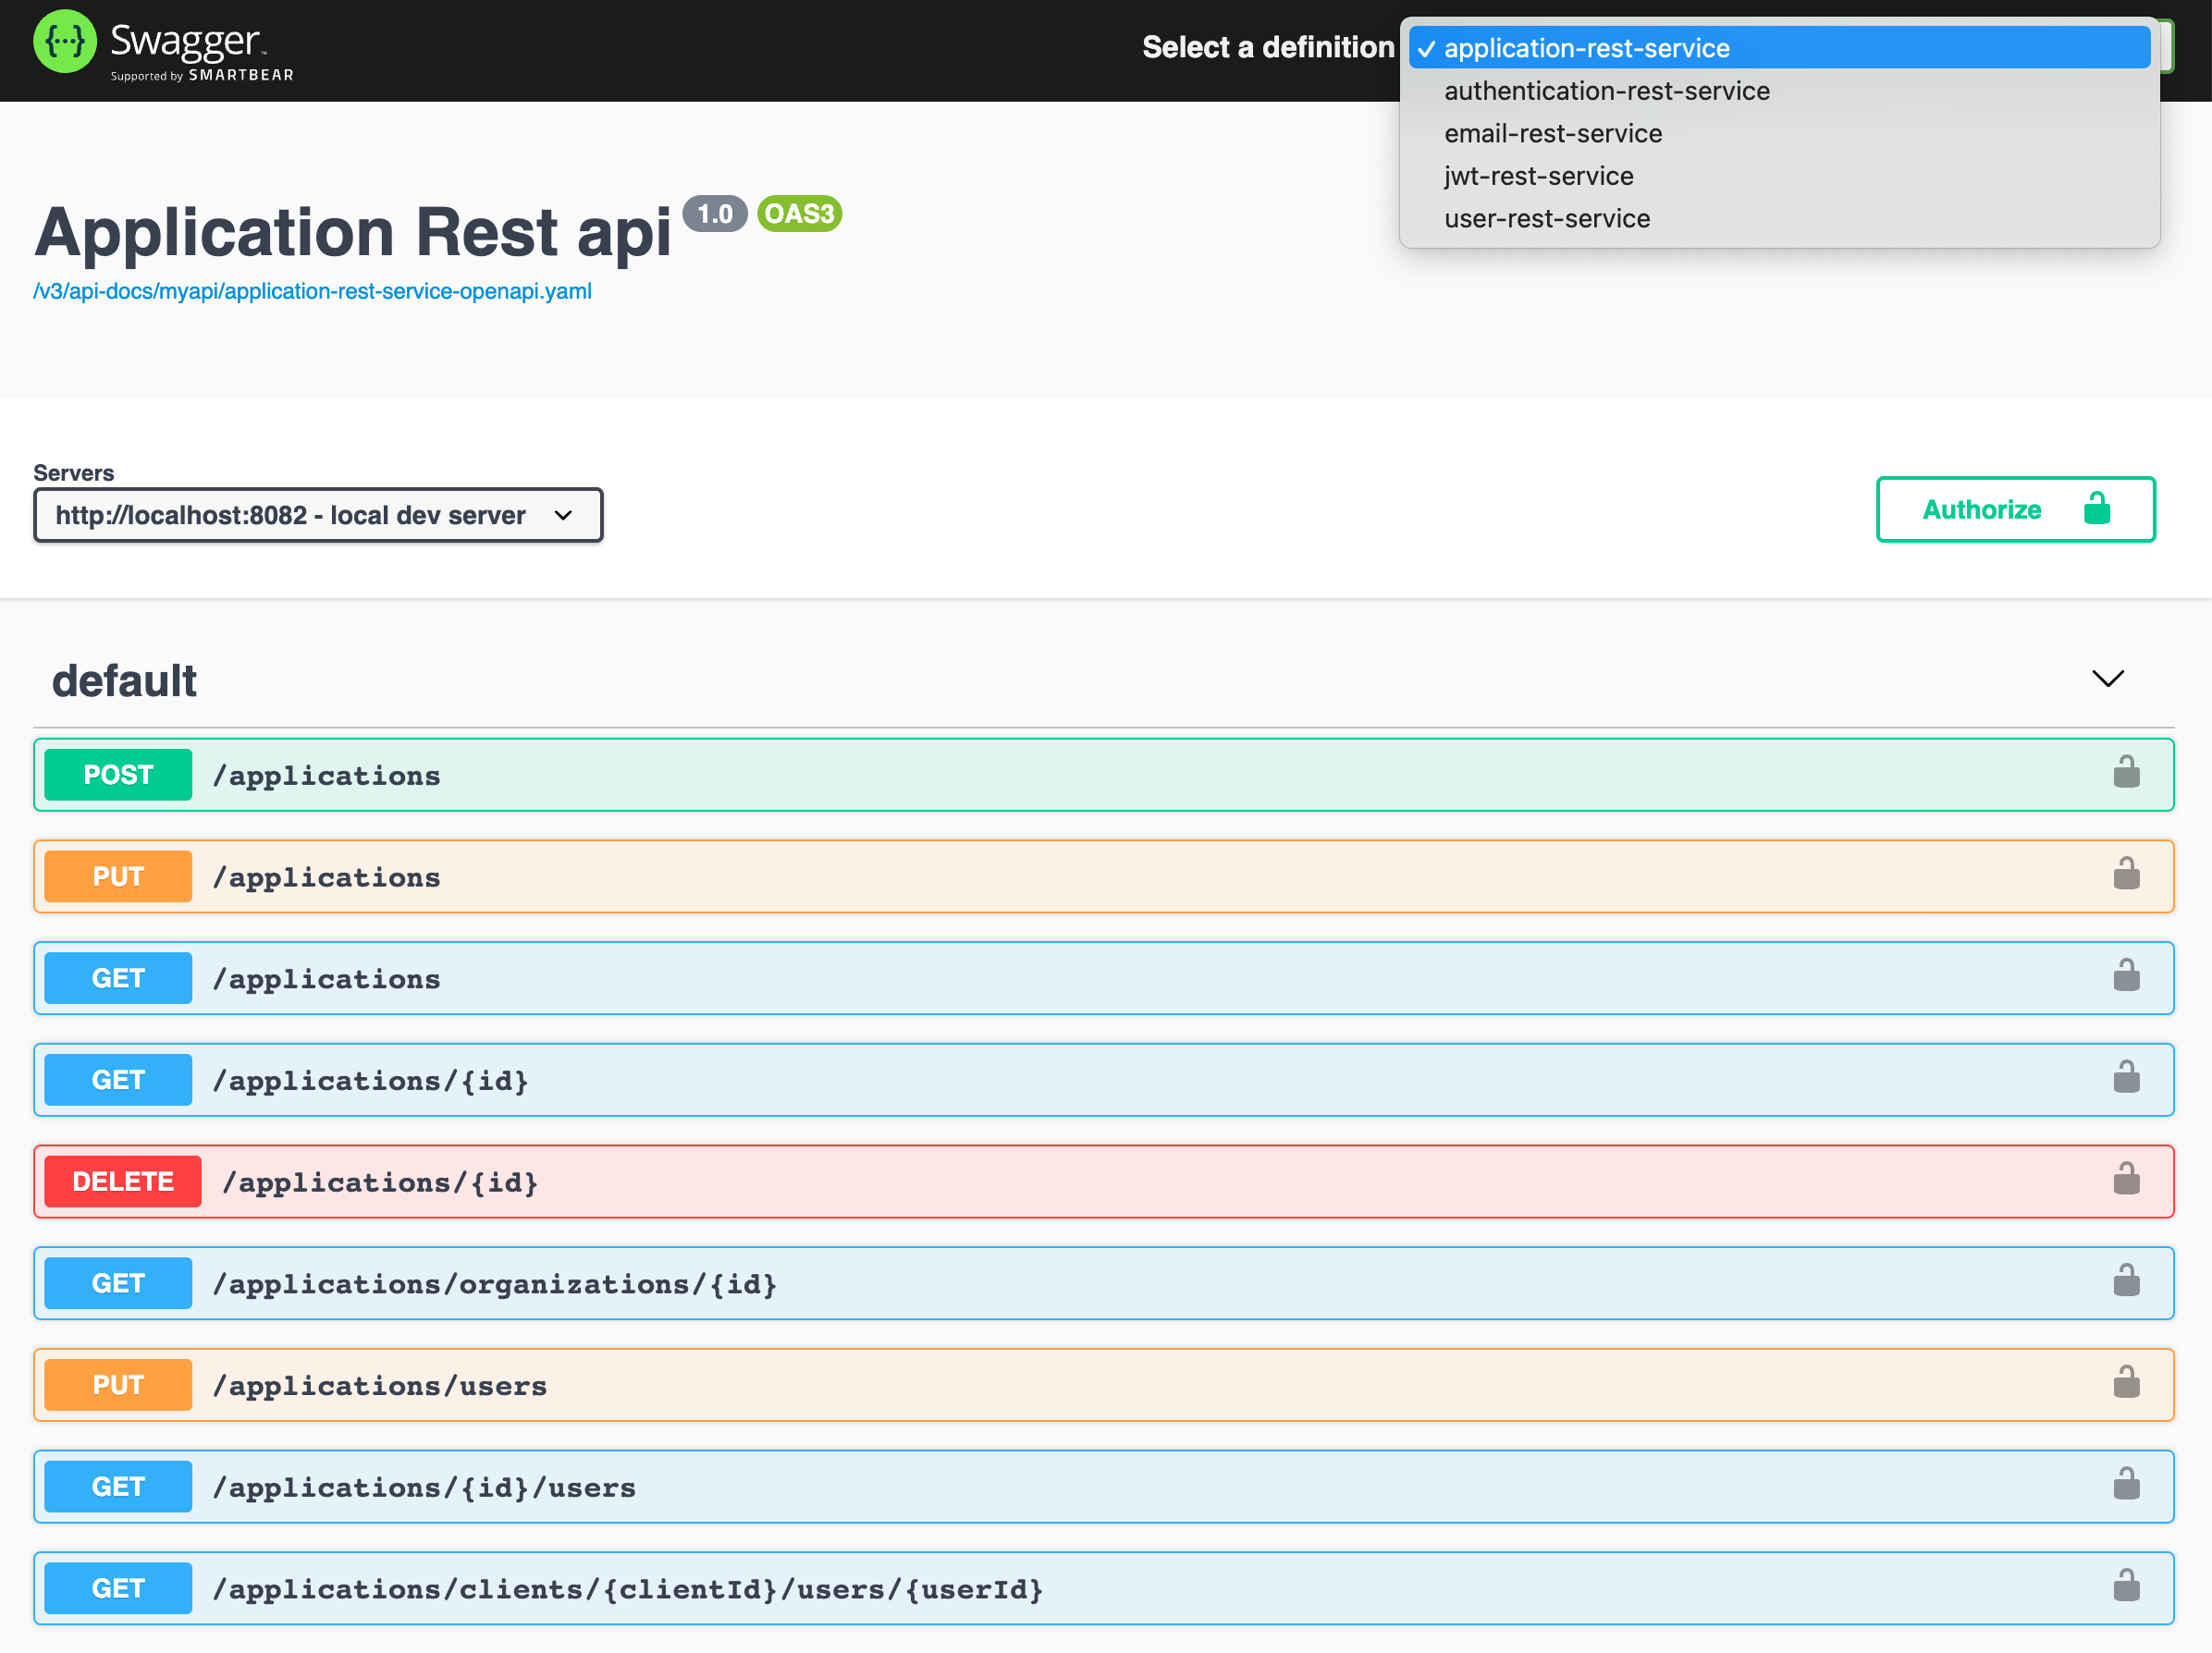 {···} Swagger™
Supported by SMARTBEAR
Select a definition
✓ application-rest-service
authentication-rest-service
email-rest-service
jwt-rest-service
user-rest-service
Application Rest api 1.0 OAS3
/v3/api-docs/myapi/application-rest-service-openapi.yaml
Servers
http://localhost:8082 - local dev server
Authorize
default
POST /applications
PUT /applications
GET /applications
GET /applications/{id}
DELETE /applications/{id}
GET /applications/organizations/{id}
PUT /applications/users
GET /applications/{id}/users
GET /applications/clients/{clientId}/users/{userId}